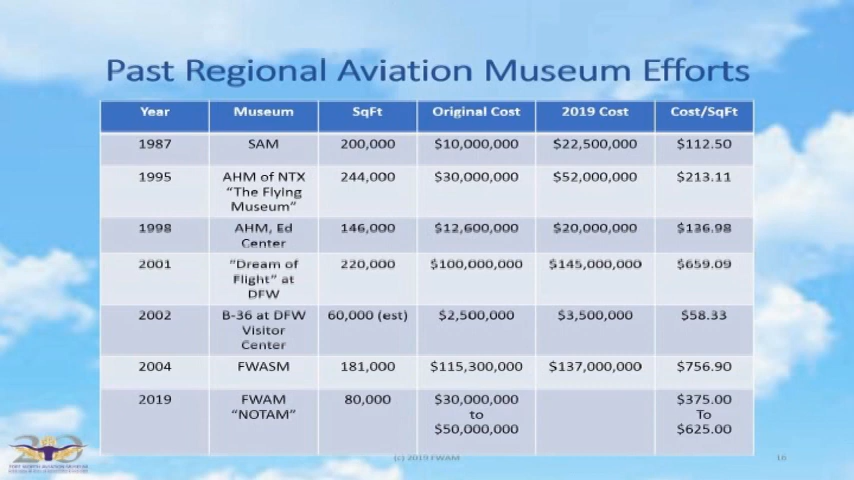 Past Regional Aviation Museum Efforts
Year Museum SqFt Original Cost 2019 Cost Cost/SqFt
1987 SAM 200,000 $10,000,000 $22,500,000 $112.50
1995 AHM of NTX 244,000 $30,000,000 $52,000,000 $213.11
“The Flying
Museum”
1998 AHM, Ed 146,000 $12,600,000 $20,000,000 $136.98
Center
2001 “Dream of 220,000 $100,000,000 $145,000,000 $659.09
Flight” at
DFW
2002 B-36 at DFW 60,000 (est) $2,500,000 $3,500,000 $58.33
Visitor
Center
2004 FWASM 181,000 $115,300,000 $137,000,000 $756.90
2019 FWAM 80,000 $30,000,000 $375.00
“NOTAM” to To
$50,000,000 $625.00
20
FORT WORTH AVIATION MUSEUM
(c) 2019 FWAM
16